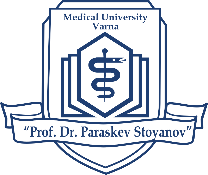 Medical University
Varna
"Prof. Dr. Paraskev Stoyanov"